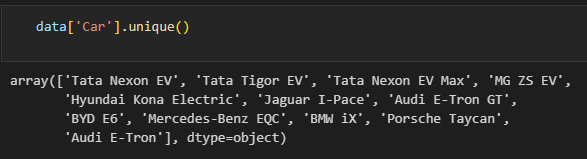 data['Car'].unique()
array(['Tata Nexon EV', 'Tata Tigor EV', 'Tata Nexon EV Max', 'MG ZS EV',
'Hyundai Kona Electric', 'Jaguar I-Pace', 'Audi E-Tron GT',
'BYD E6', 'Mercedes-Benz EQC', 'BMW iX', 'Porsche Taycan',
'Audi E-Tron'], dtype=object)